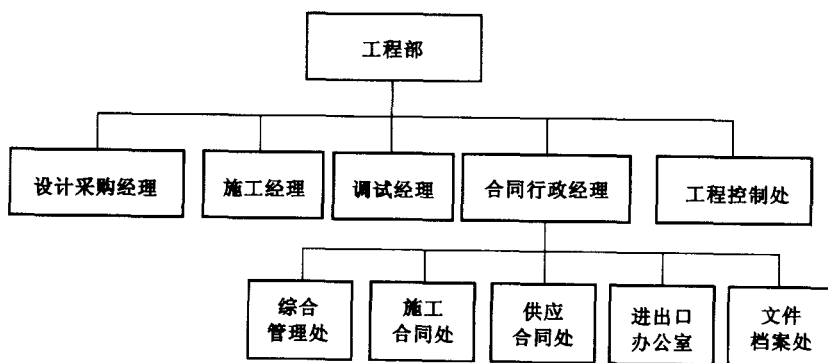 工程部
设计采购经理
施工经理
调试经理
合同行政经理
工程控制处
综合
管理处
施工
合同处
供应
合同处
进出口
办公室
文件
档案处